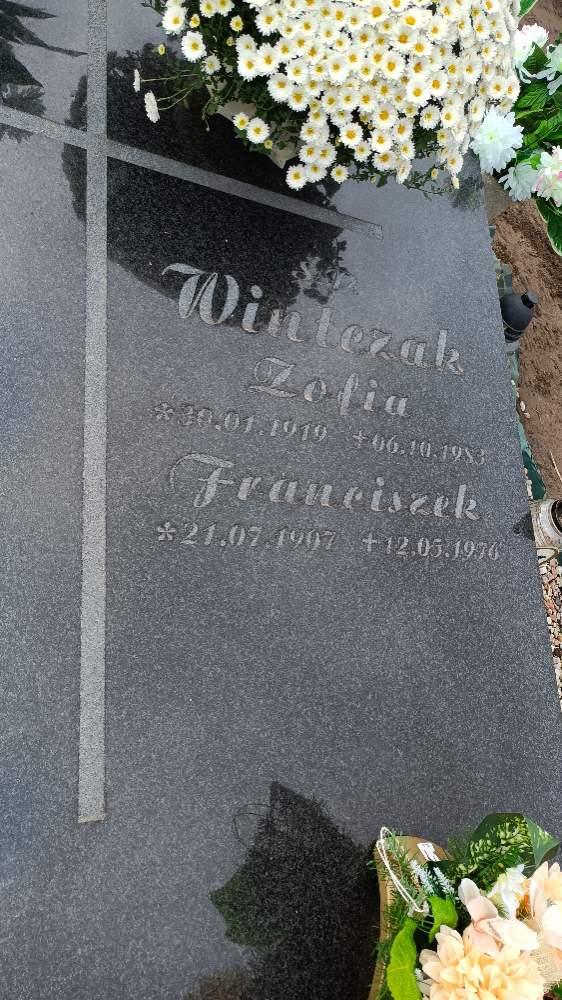 Wintczak
Zofia
*30.01.1919 +06.10.1983
Franciszek
*21.07.1907 +12.05.1976